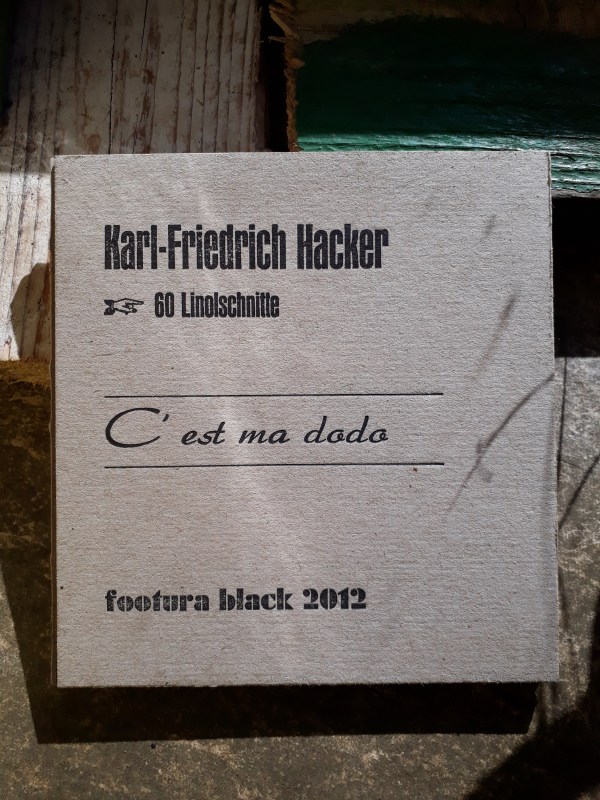 Karl-Friedrich Hacker
60 Linolschnitte
C' est ma dodo
footura black 2012